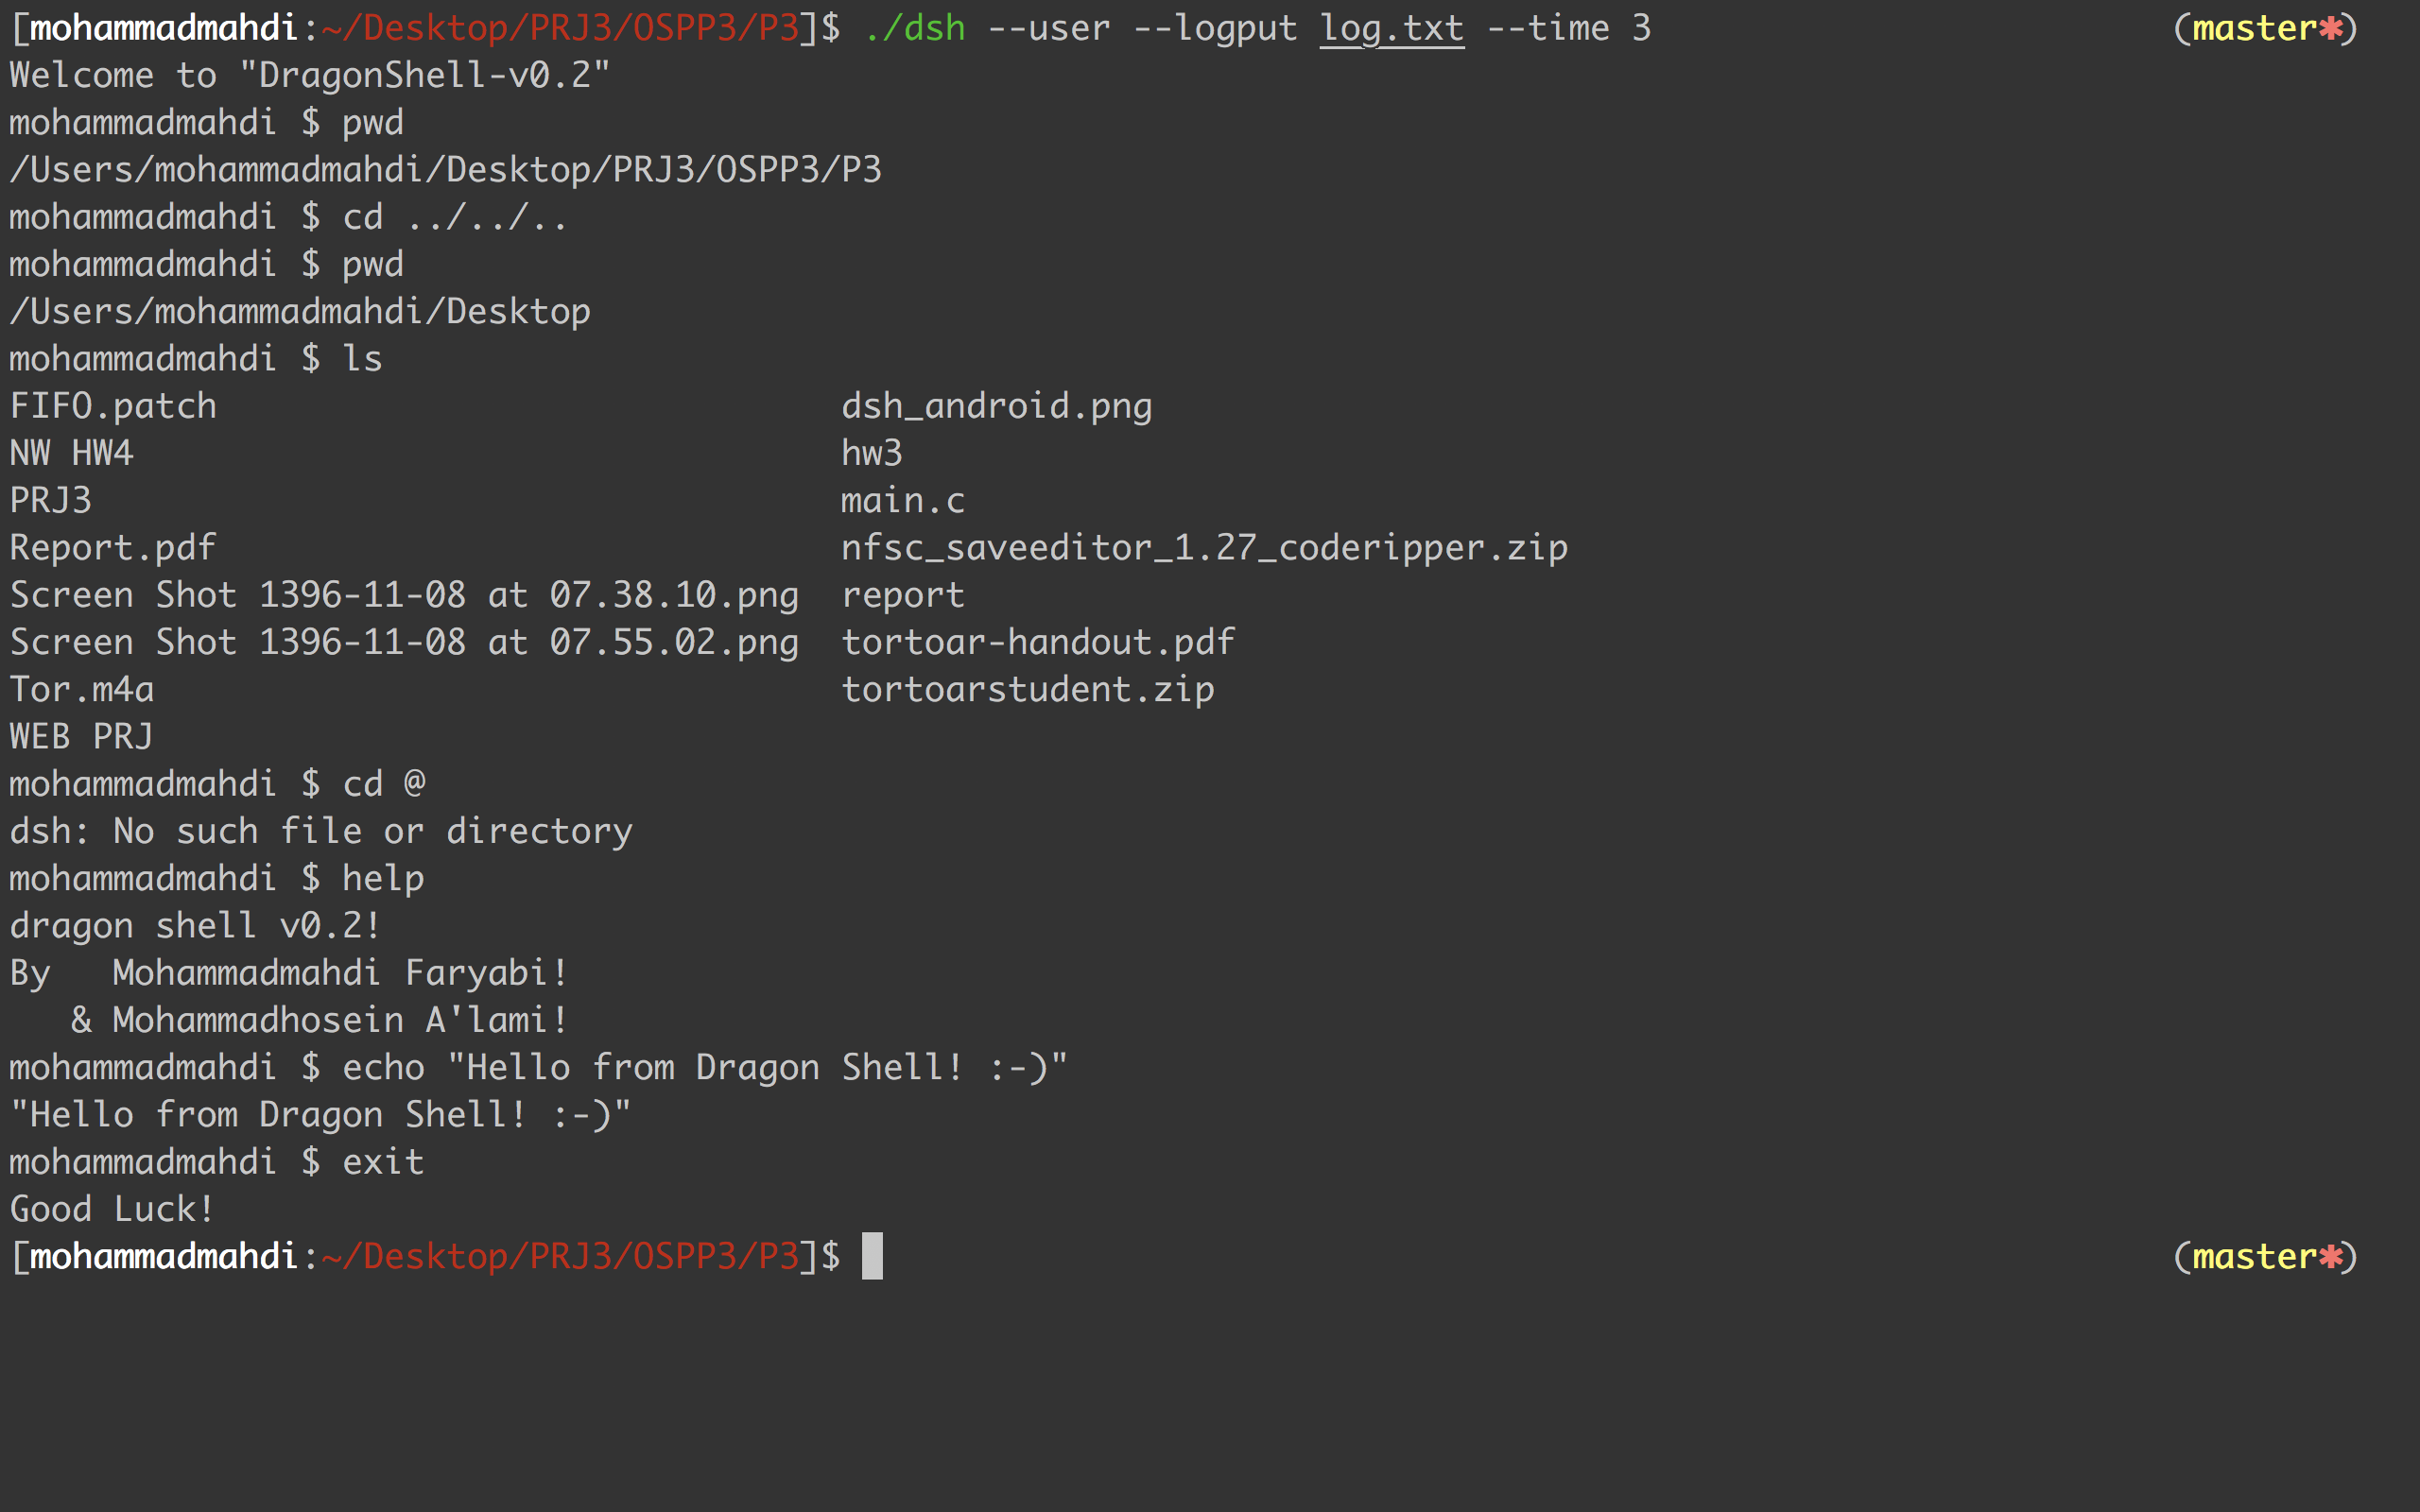 [mohammadmahdi:~/Desktop/PRJ3/OSPP3/P3]$ ./dsh --user --logput log.txt --time 3 (master✱)
Welcome to "DragonShell-v0.2"
mohammadmahdi $ pwd
/Users/mohammadmahdi/Desktop/PRJ3/OSPP3/P3
mohammadmahdi $ cd ../../..
mohammadmahdi $ pwd
/Users/mohammadmahdi/Desktop
mohammadmahdi $ ls
FIFO.patch dsh_android.png
NW HW4 hw3
PRJ3 main.c
Report.pdf nfsc_saveeditor_1.27_coderipper.zip
Screen Shot 1396-11-08 at 07.38.10.png report
Screen Shot 1396-11-08 at 07.55.02.png tortoar-handout.pdf
Tor.m4a tortoarstudent.zip
WEB PRJ
mohammadmahdi $ cd @
dsh: No such file or directory
mohammadmahdi $ help
dragon shell v0.2!
By   Mohammadmahdi Faryabi!
   & Mohammadhosein A'lami!
mohammadmahdi $ echo "Hello from Dragon Shell! :-)"
"Hello from Dragon Shell! :-)"
mohammadmahdi $ exit
Good Luck!
[mohammadmahdi:~/Desktop/PRJ3/OSPP3/P3]$ (master✱)